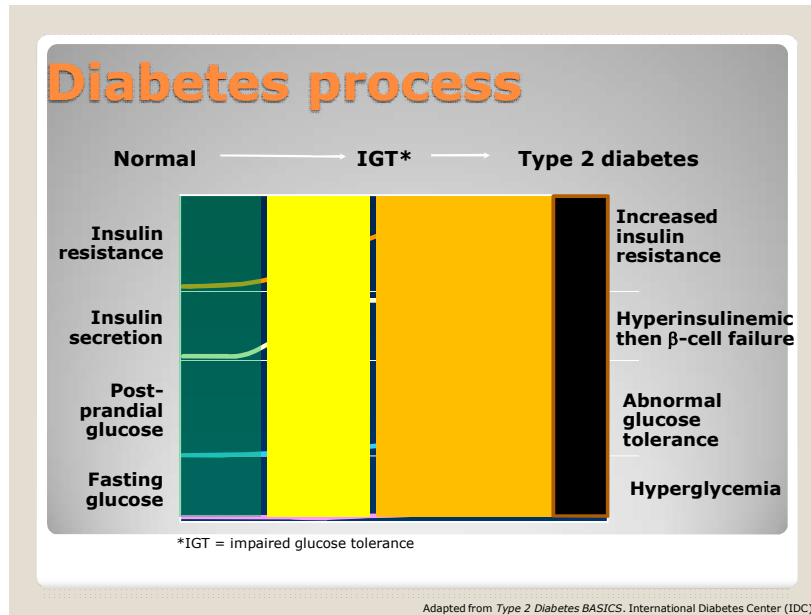 Diabetes process
Normal
IGT*
Type 2 diabetes
Insulin
resistance
Increased
insulin
resistance
Insulin
secretion
Hyperinsulinemic
then β-cell failure
Post-
prandial
glucose
Abnormal
glucose
tolerance
Fasting
glucose
Hyperglycemia
*IGT = impaired glucose tolerance
Adapted from Type 2 Diabetes BASICS. International Diabetes Center (IDC)